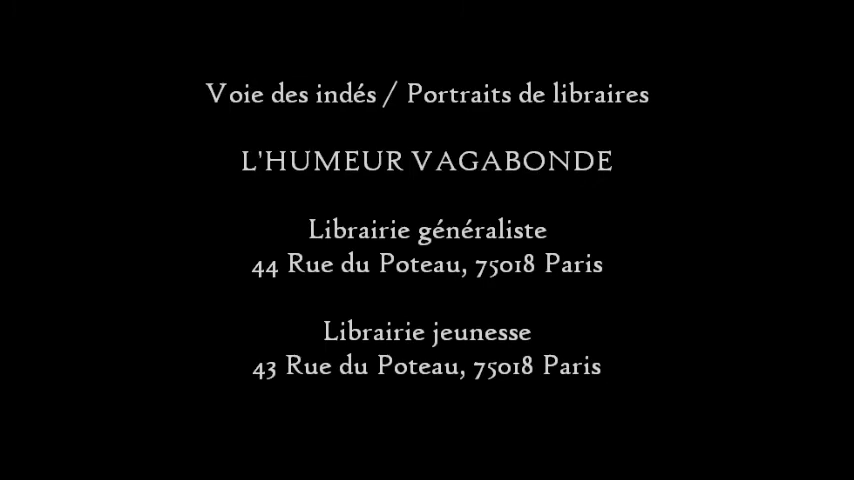 Voie des indés / Portraits de libraires
L'HUMEUR VAGABONDE
Librairie généraliste
44 Rue du Poteau, 75018 Paris
Librairie jeunesse
43 Rue du Poteau, 75018 Paris